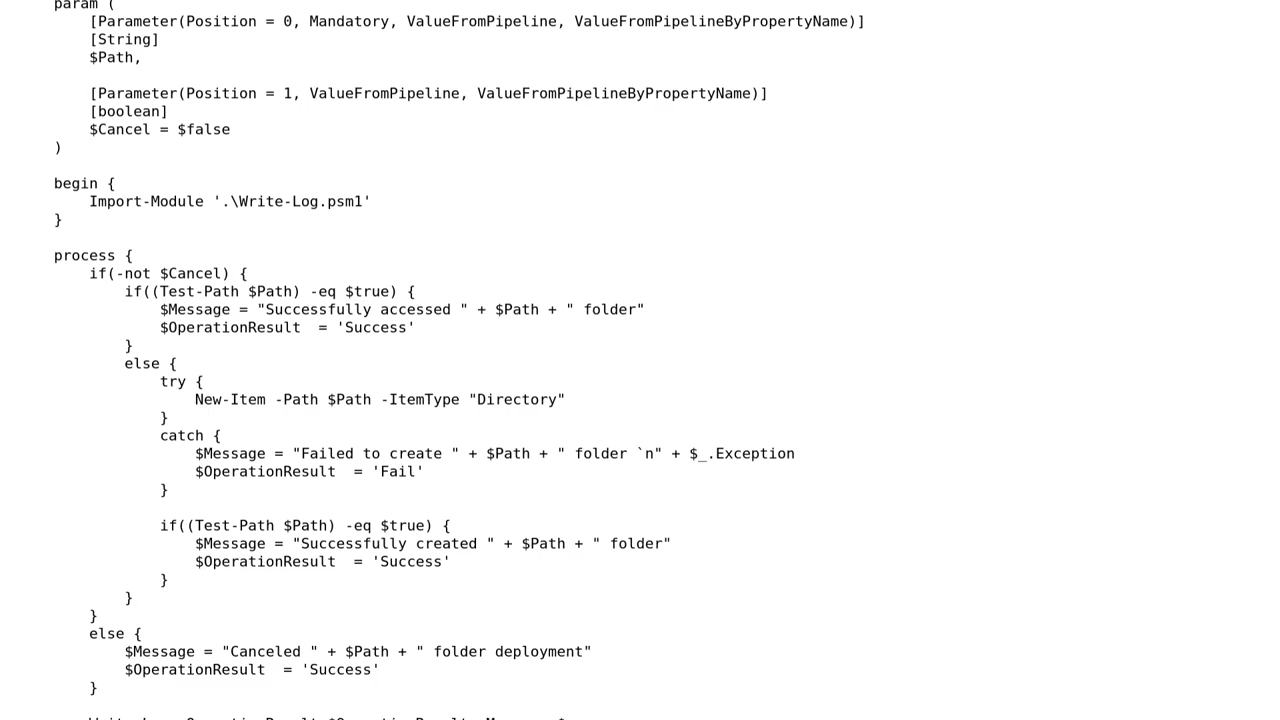 param (
    [Parameter(Position = 0, Mandatory, ValueFromPipeline, ValueFromPipelineByPropertyName)]
    [String]
    $Path,

    [Parameter(Position = 1, ValueFromPipeline, ValueFromPipelineByPropertyName)]
    [boolean]
    $Cancel = $false
)

begin {
    Import-Module '.\Write-Log.psm1'
}

process {
    if(-not $Cancel) {
        if((Test-Path $Path) -eq $true) {
            $Message = "Successfully accessed " + $Path + " folder"
            $OperationResult  = 'Success'
        }
        else {
            try {
                New-Item -Path $Path -ItemType "Directory"
            }
            catch {
                $Message = "Failed to create " + $Path + " folder `n" + $_.Exception
                $OperationResult  = 'Fail'
            }

            if((Test-Path $Path) -eq $true) {
                $Message = "Successfully created " + $Path + " folder"
                $OperationResult  = 'Success'
            }
        }
    }
    else {
        $Message = "Canceled " + $Path + " folder deployment"
        $OperationResult  = 'Success'
    }